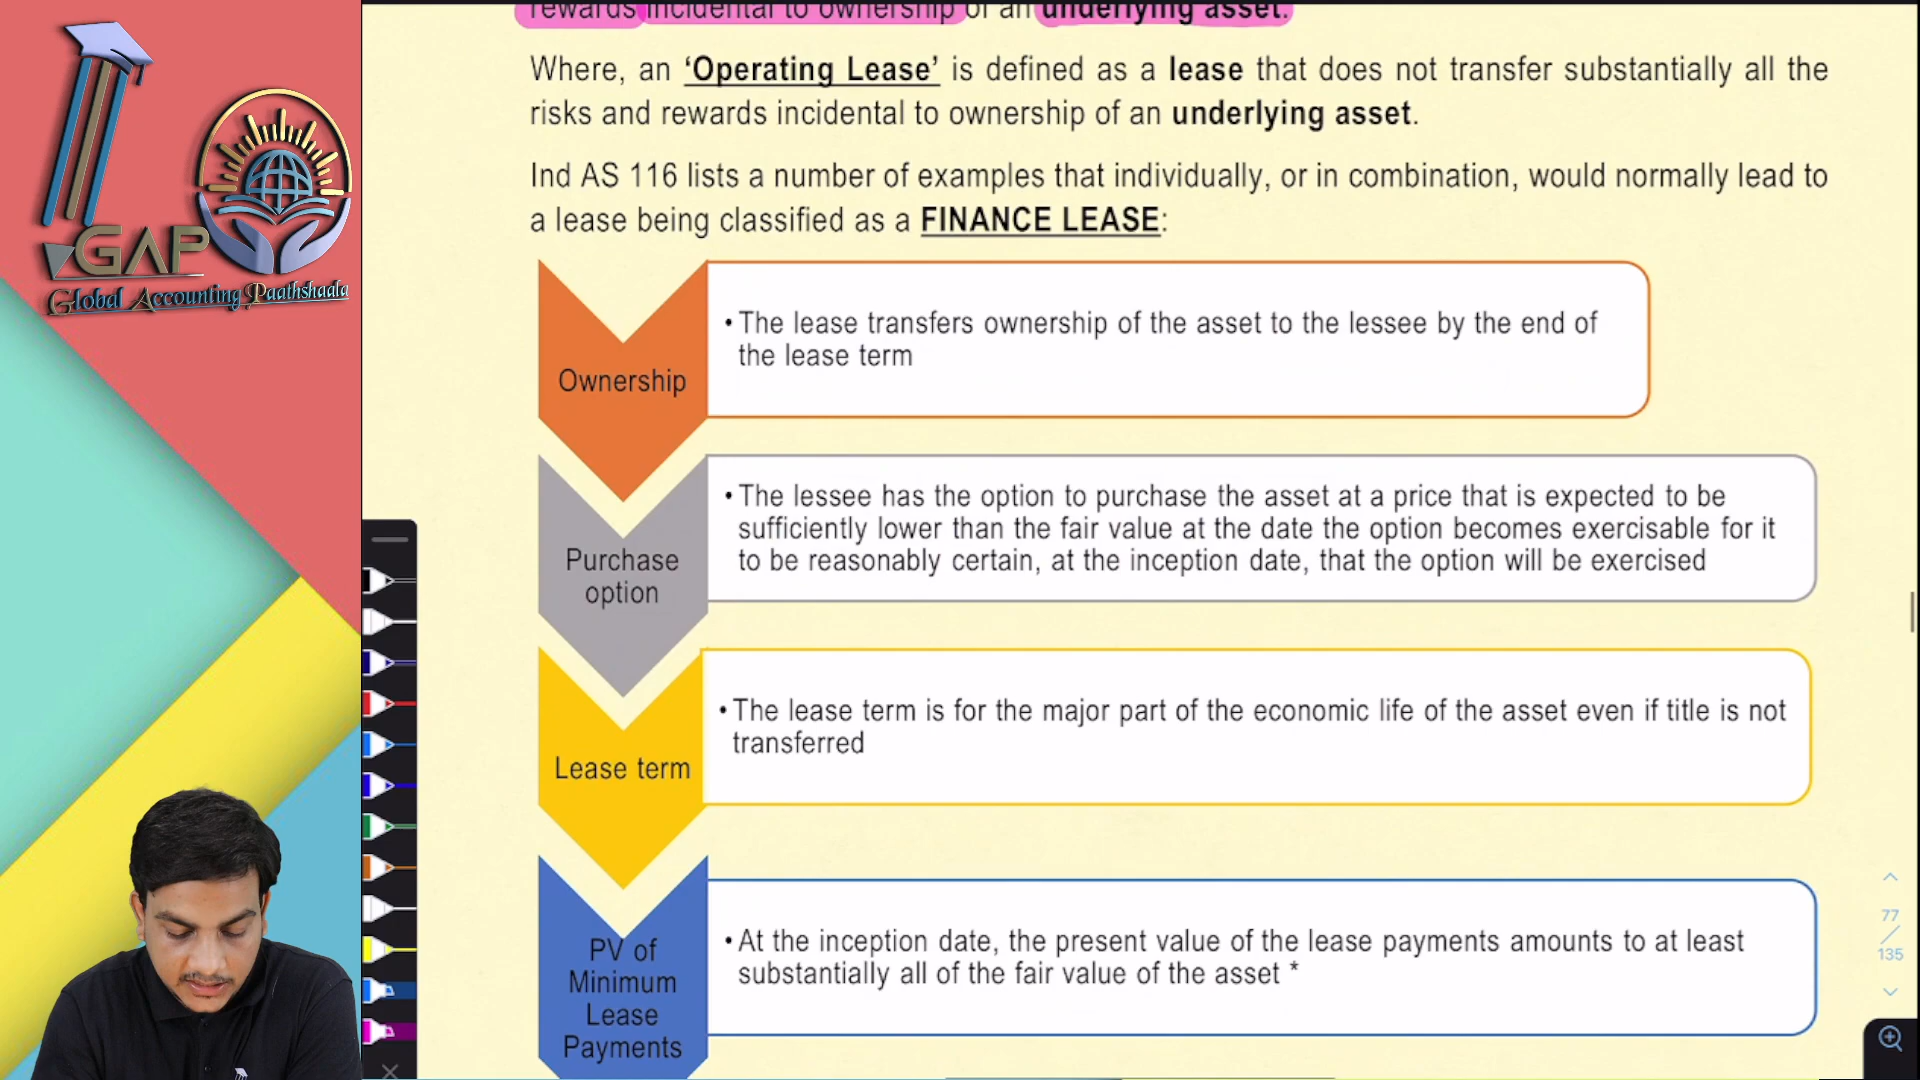 GAP
Global Accounting Paathshaala
rewards incidental to ownership of an underlying asset.
Where, an ‘Operating Lease’ is defined as a lease that does not transfer substantially all the
risks and rewards incidental to ownership of an underlying asset.
Ind AS 116 lists a number of examples that individually, or in combination, would normally lead to
a lease being classified as a FINANCE LEASE:
Ownership
• The lease transfers ownership of the asset to the lessee by the end of
the lease term
Purchase
option
• The lessee has the option to purchase the asset at a price that is expected to be
sufficiently lower than the fair value at the date the option becomes exercisable for it
to be reasonably certain, at the inception date, that the option will be exercised
Lease term
• The lease term is for the major part of the economic life of the asset even if title is not
transferred
PV of
Minimum
Lease
Payments
• At the inception date, the present value of the lease payments amounts to at least
substantially all of the fair value of the asset *
77
/
135